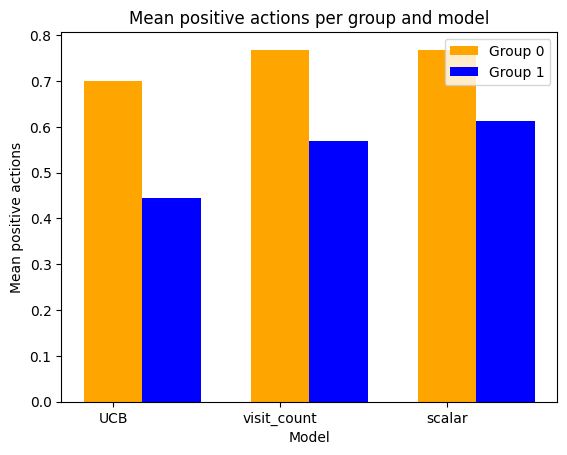 Mean positive actions per group and model
Mean positive actions
0.8
0.7
0.6
0.5
0.4
0.3
0.2
0.1
0.0
Group 0
Group 1
UCB
visit_count
scalar
Model